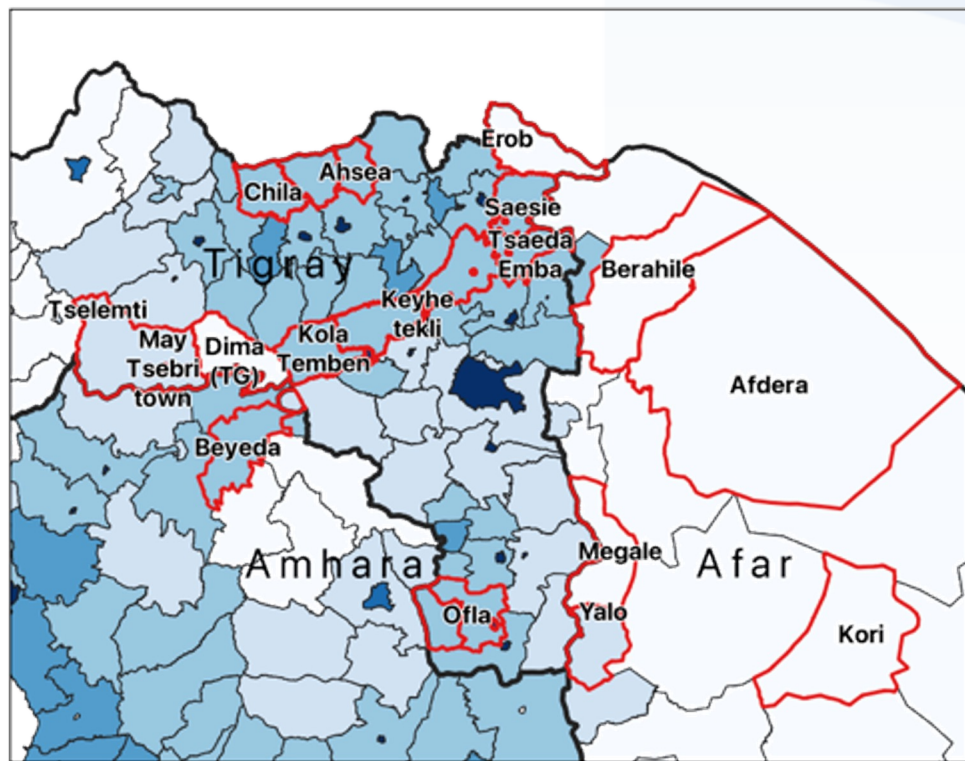 Erob
Ahsea
Chila
Saesie
Tsaeda
Emba
Tigray
Berahile
Tselemti
Keyhe
tekli
May
Tsebri
town
Dima
(TG)
Kola
Temben
Afdera
Beyeda
Megale
Amhara
Afar
Ofla
Yalo
Kori